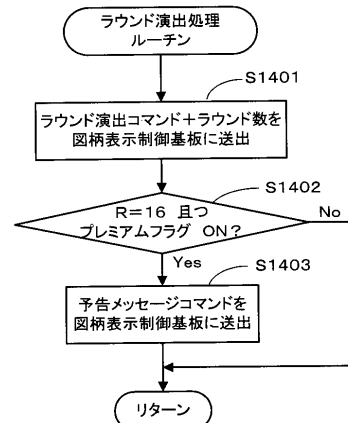 ラウンド演出処理
ルーチン
S1401
ラウンド演出コマンド+ラウンド数を
図柄表示制御基板に送出
S1402
R=16 且つ
プレミアムフラグ ON?
No
Yes
S1403
予告メッセージコマンドを
図柄表示制御基板に送出
リターン